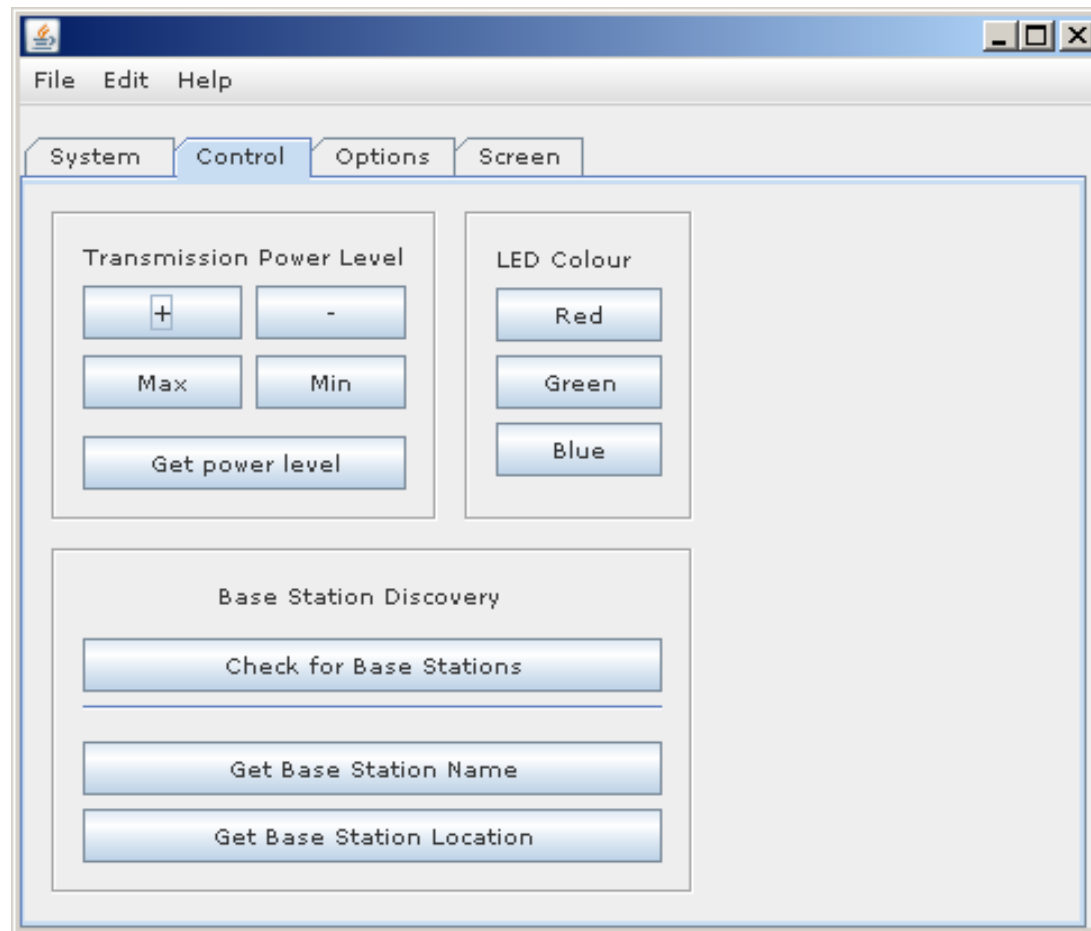 File Edit Help
System Control Options Screen
Transmission Power Level
+ -
Max Min
Get power level
LED Colour
Red
Green
Blue
Base Station Discovery
Check for Base Stations
Get Base Station Name
Get Base Station Location